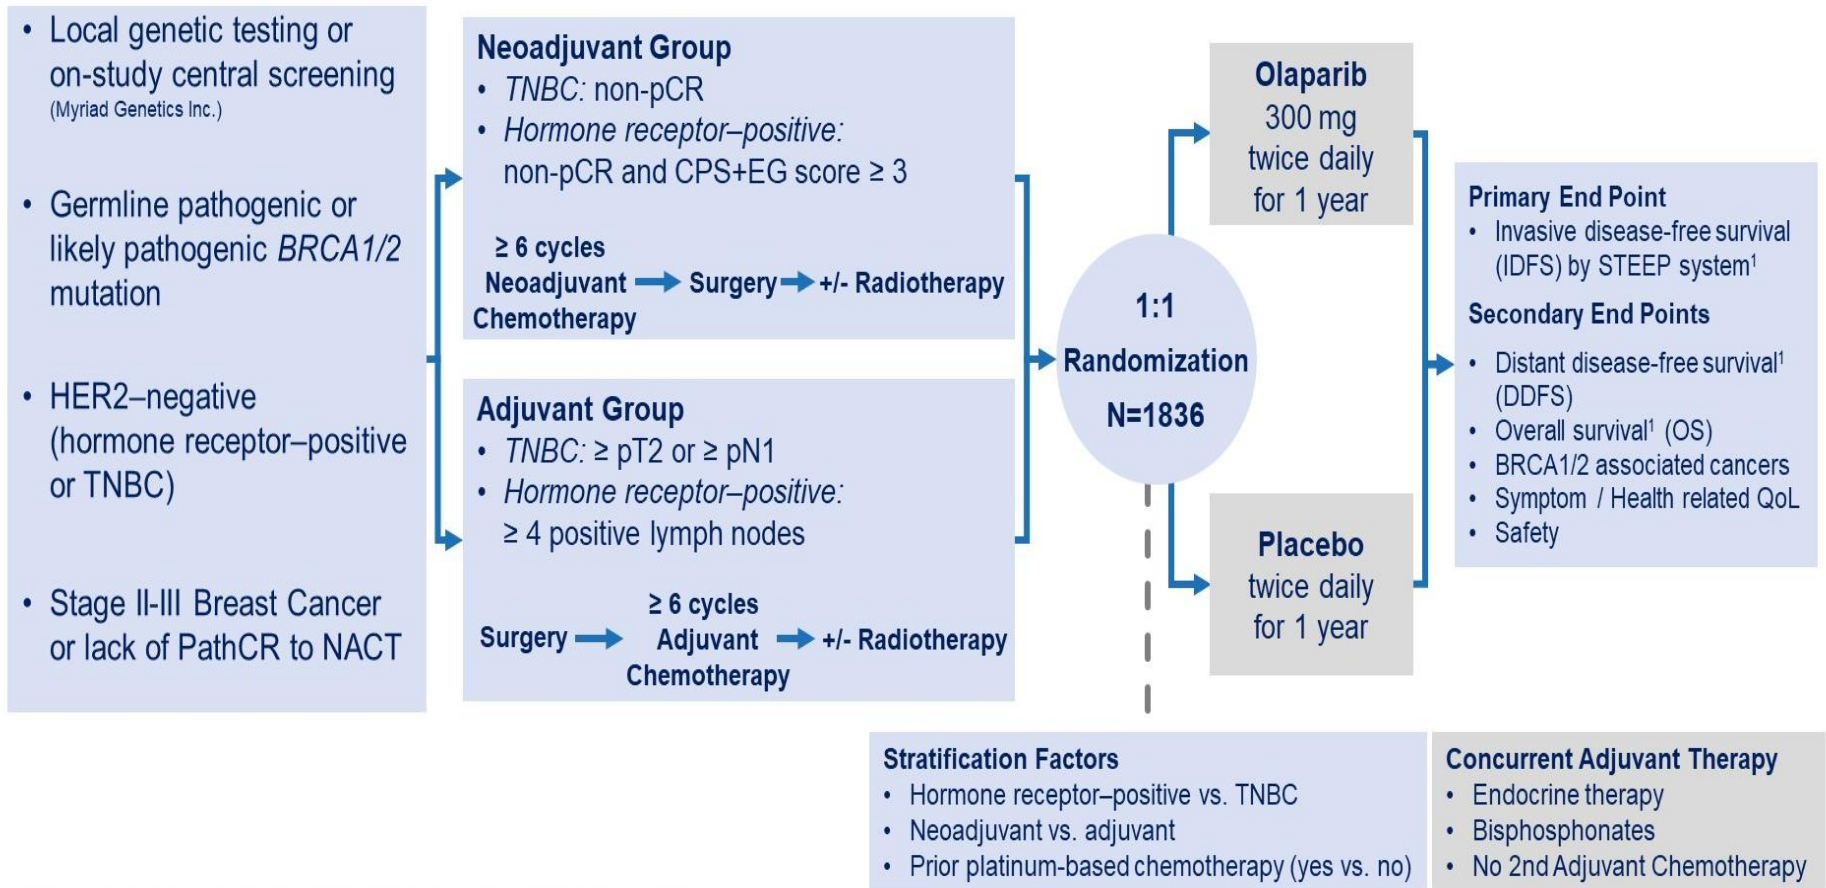 • Local genetic testing or
on-study central screening
(Myriad Genetics Inc.)
• Germline pathogenic or
likely pathogenic BRCA1/2
mutation
• HER2–negative
(hormone receptor–positive
or TNBC)
• Stage II-III Breast Cancer
or lack of PathCR to NACT
Neoadjuvant Group
• TNBC: non-pCR
• Hormone receptor–positive:
non-pCR and CPS+EG score ≥ 3
≥ 6 cycles
Neoadjuvant Surgery +/- Radiotherapy
Chemotherapy
Adjuvant Group
• TNBC: ≥ pT2 or ≥ pN1
• Hormone receptor–positive:
≥ 4 positive lymph nodes
≥ 6 cycles
Surgery Adjuvant +/- Radiotherapy
Chemotherapy
1:1
Randomization
N=1836
Olaparib
300 mg
twice daily
for 1 year
Placebo
twice daily
for 1 year
Primary End Point
• Invasive disease-free survival
(IDFS) by STEEP system¹
Secondary End Points
• Distant disease-free survival¹
(DDFS)
• Overall survival¹ (OS)
• BRCA1/2 associated cancers
• Symptom / Health related QoL
• Safety
Stratification Factors
• Hormone receptor–positive vs. TNBC
• Neoadjuvant vs. adjuvant
• Prior platinum-based chemotherapy (yes vs. no)
Concurrent Adjuvant Therapy
• Endocrine therapy
• Bisphosphonates
• No 2nd Adjuvant Chemotherapy